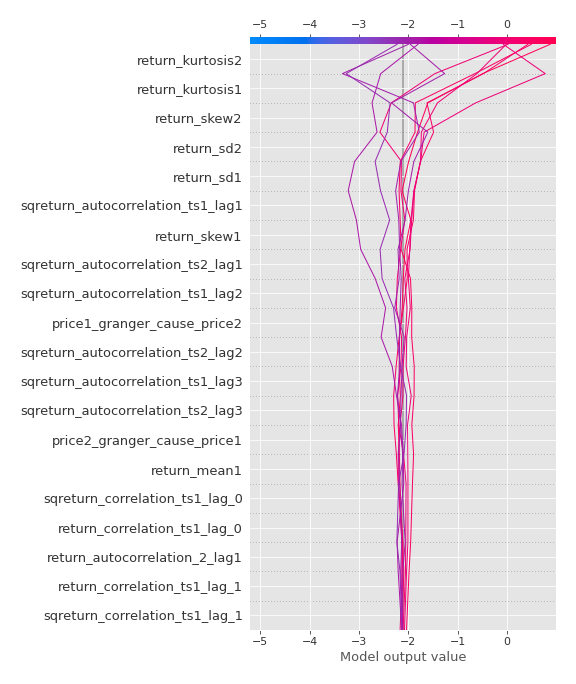 −5 −4 −3 −2 −1 0
return_kurtosis2
return_kurtosis1
return_skew2
return_sd2
return_sd1
sqreturn_autocorrelation_ts1_lag1
return_skew1
sqreturn_autocorrelation_ts2_lag1
sqreturn_autocorrelation_ts1_lag2
price1_granger_cause_price2
sqreturn_autocorrelation_ts2_lag2
sqreturn_autocorrelation_ts1_lag3
sqreturn_autocorrelation_ts2_lag3
price2_granger_cause_price1
return_mean1
sqreturn_correlation_ts1_lag_0
return_correlation_ts1_lag_0
return_autocorrelation_2_lag1
return_correlation_ts1_lag_1
sqreturn_correlation_ts1_lag_1
−5 −4 −3 −2 −1 0
Model output value